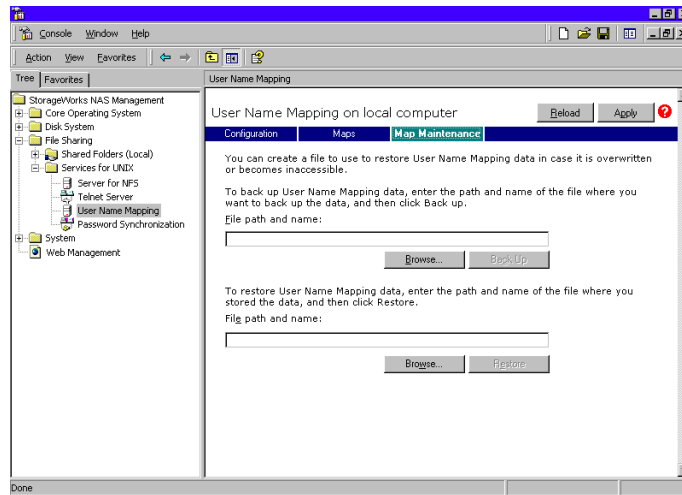 Console Window Help
Action View Favorites
Tree Favorites
User Name Mapping
StorageWorks NAS Management
Core Operating System
Disk System
File Sharing
Shared Folders (Local)
Services for UNIX
Server for NFS
Telnet Server
User Name Mapping
Password Synchronization
System
Web Management
User Name Mapping on local computer
Reload Apply
Configuration Maps Map Maintenance
You can create a file to use to restore User Name Mapping data in case it is overwritten
or becomes inaccessible.
To back up User Name Mapping data, enter the path and name of the file where you
want to back up the data, and then click Back up.
File path and name:
Browse... Back Up
To restore User Name Mapping data, enter the path and name of the file where you
stored the data, and then click Restore.
File path and name:
Browse... Restore
Done